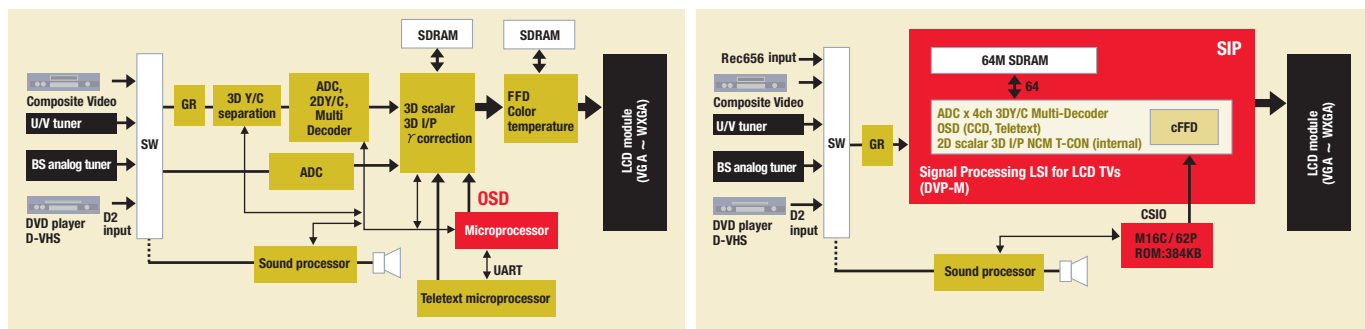 SDRAM
SDRAM
Composite Video
U/V tuner
BS analog tuner
DVD player
D-VHS
D2
input
SW
GR
3D Y/C
separation
ADC,
2DY/C,
Multi
Decoder
ADC
3D scalar
3D I/P
γ correction
FFD
Color
temperature
LCD module
(VGA ~ WXGA)
OSD
Microprocessor
UART
Sound processor
Teletext microprocessor
Rec656 input
Composite Video
U/V tuner
BS analog tuner
DVD player
D-VHS
D2
input
SW
GR
SIP
64M SDRAM
64
ADC x 4ch 3DY/C Multi-Decoder
OSD (CCD, Teletext)
2D scalar 3D I/P NCM T-CON (internal)
cFFD
Signal Processing LSI for LCD TVs
(DVP-M)
CSIO
M16C / 62P
ROM:384KB
Sound processor
LCD module
(VGA ~ WXGA)